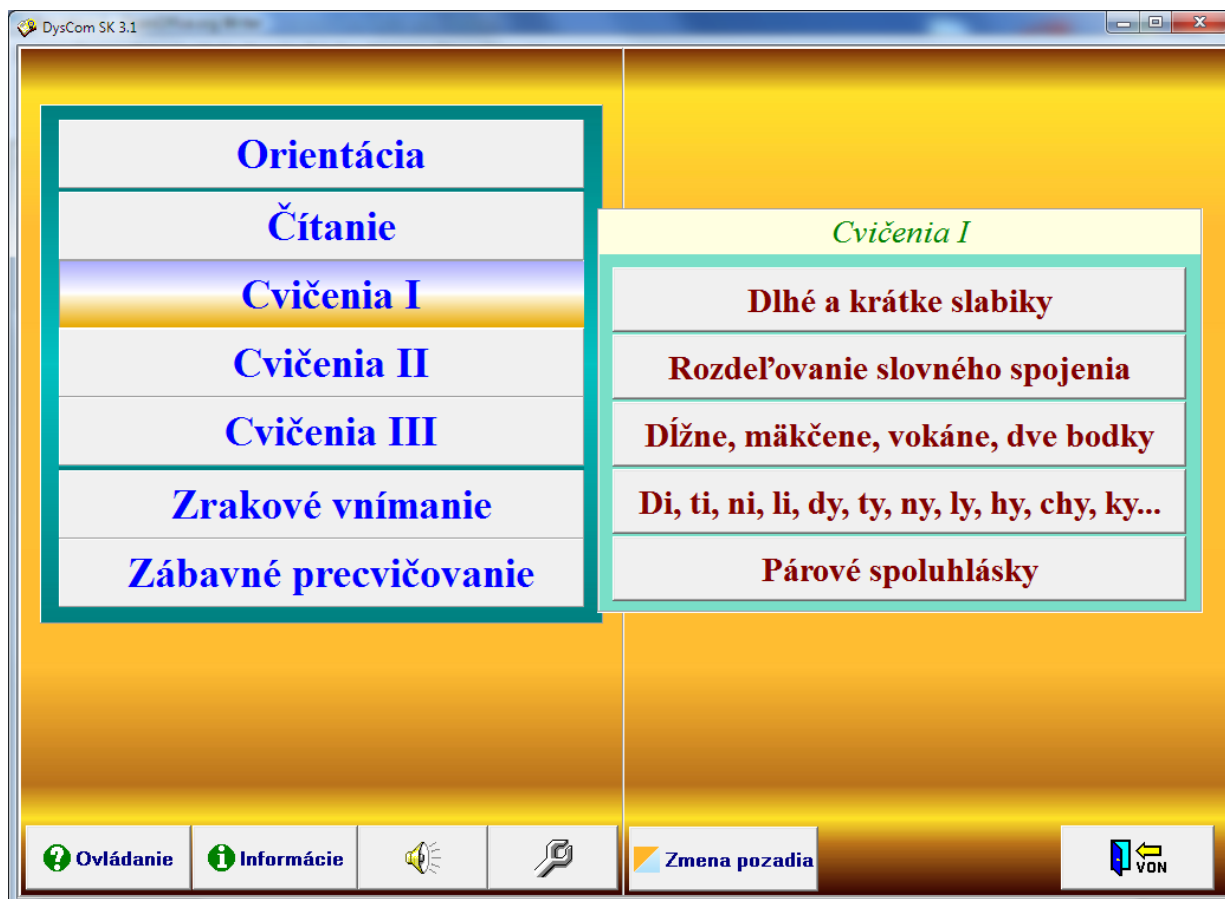 DysCom SK 3.1
Orientácia
Čítanie
Cvičenia I
Cvičenia II
Cvičenia III
Zrakové vnímanie
Zábavné precvičovanie
Cvičenia I
Dlhé a krátke slabiky
Rozdeľovanie slovného spojenia
Dĺžne, mäkčene, vokáne, dve bodky
Di, ti, ni, li, dy, ty, ny, ly, hy, chy, ky...
Párové spoluhlásky
Ovládanie
Informácie
Zmena pozadia
VON